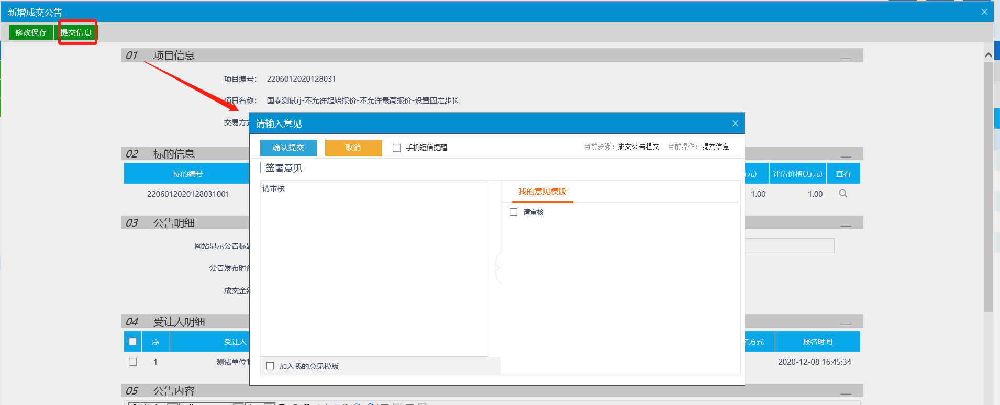 新增成交公告
修改保存 提交信息
01 项目信息
项目编号: 2206012020128031
项目名称: 国泰测试rj-不允许起始报价-不允许最高报价-设置固定步长
交易方式
请输入意见
确认提交 取消 手机短信提醒 当前步骤: 成交公告提交 当前操作: 提交信息
签署意见
请审核
我的意见模版
请审核
加入我的意见模版
02 标的信息
标的编号 元) 评估价格(万元) 查看
2206012020128031001 1.00 1.00
03 公告明细
网站显示公告标题
公告发布时间
成交金额
04 受让人明细
序 受让人 名方式 报名时间
1 测试单位1 2020-12-08 16:45:34
05 公告内容